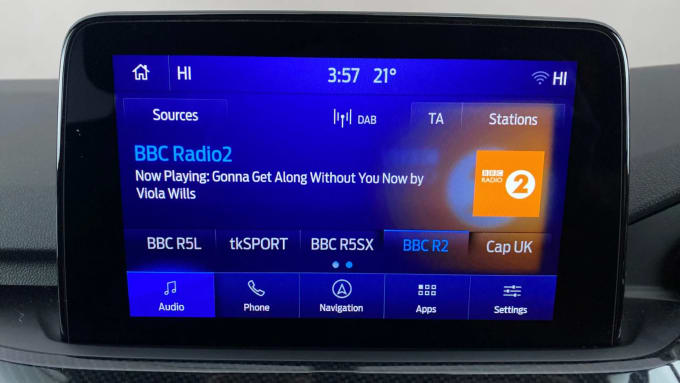 HI 3:57 21° HI
Sources DAB TA Stations
BBC Radio2
Now Playing: Gonna Get Along Without You Now by
Viola Wills
BBC
RADIO 2
BBC R5L tkSPORT BBC R5SX BBC R2 Cap UK
Audio Phone Navigation Apps Settings